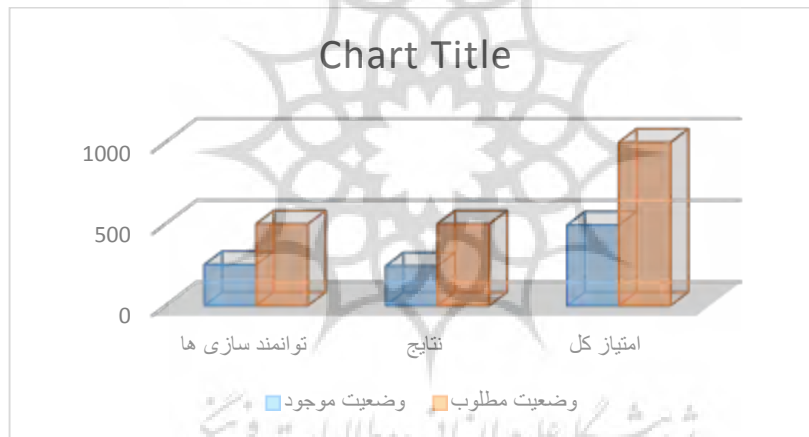 Chart Title
1000
500
0
توانمند سازی ها
نتایج
امتیاز کل
وضعیت موجود
وضعیت مطلوب